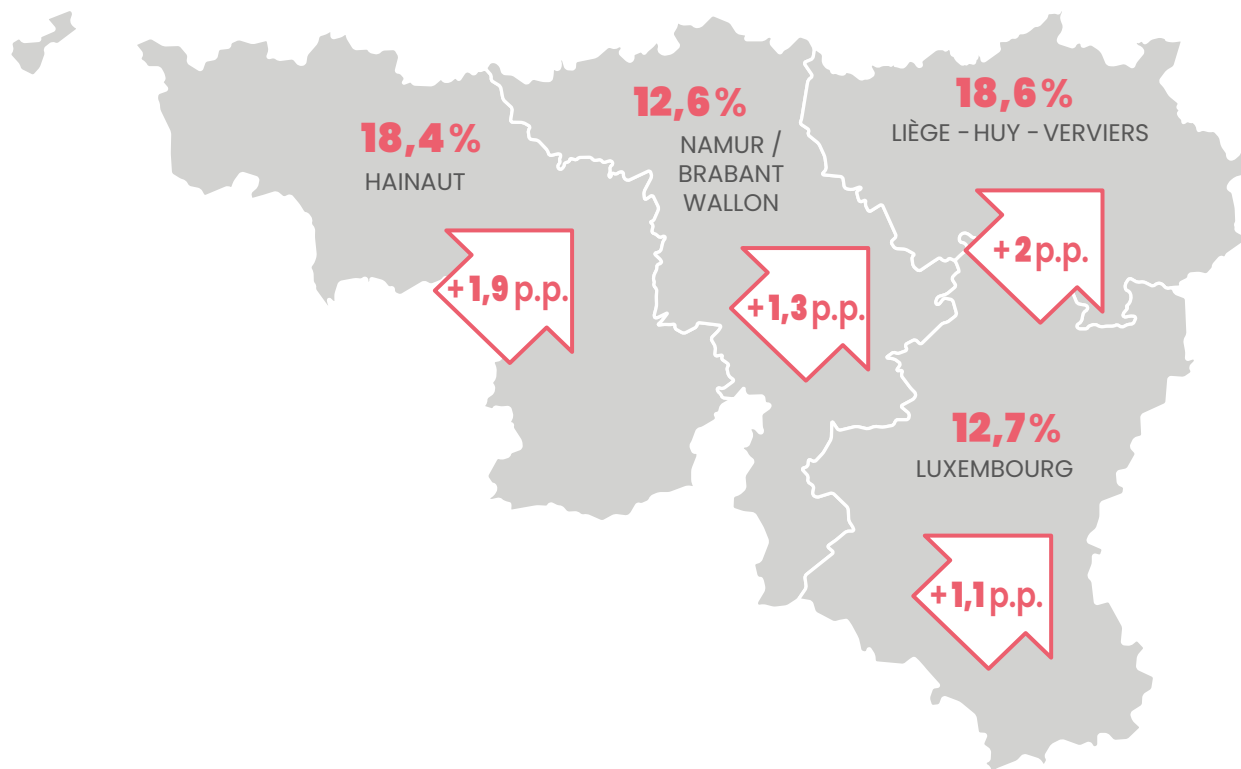 18,4%
HAINAUT
+1,9 p.p.
12,6%
NAMUR /
BRABANT
WALLON
+1,3 p.p.
18,6%
LIÈGE - HUY - VERVIERS
+2 p.p.
12,7%
LUXEMBOURG
+1,1 p.p.